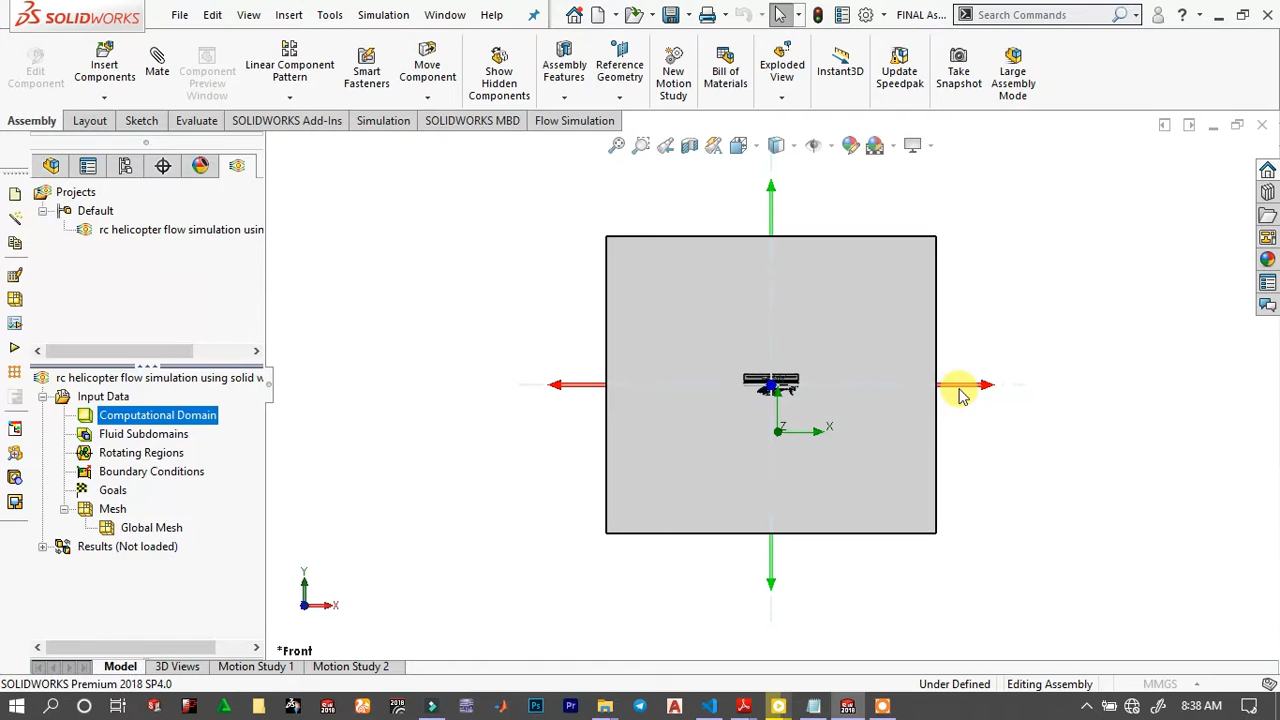 SOLIDWORKS File Edit View Insert Tools Simulation Window Help FINAL As... Search Commands ?
Edit Component
Insert Components
Mate
Component Preview Window
Linear Component Pattern
Smart Fasteners
Move Component
Show Hidden Components
Assembly Features
Reference Geometry
New Motion Study
Bill of Materials
Exploded View
Instant3D
Update Speedpak
Take Snapshot
Large Assembly Mode
Assembly Layout Sketch Evaluate SOLIDWORKS Add-Ins Simulation SOLIDWORKS MBD Flow Simulation
Projects
Default
rc helicopter flow simulation using
rc helicopter flow simulation using solid w
Input Data
Computational Domain
Fluid Subdomains
Rotating Regions
Boundary Conditions
Goals
Mesh
Global Mesh
Results (Not loaded)
Z X
Y
X
*Front
Model 3D Views Motion Study 1 Motion Study 2
SOLIDWORKS Premium 2018 SP4.0 Under Defined Editing Assembly MMGS
8:38 AM